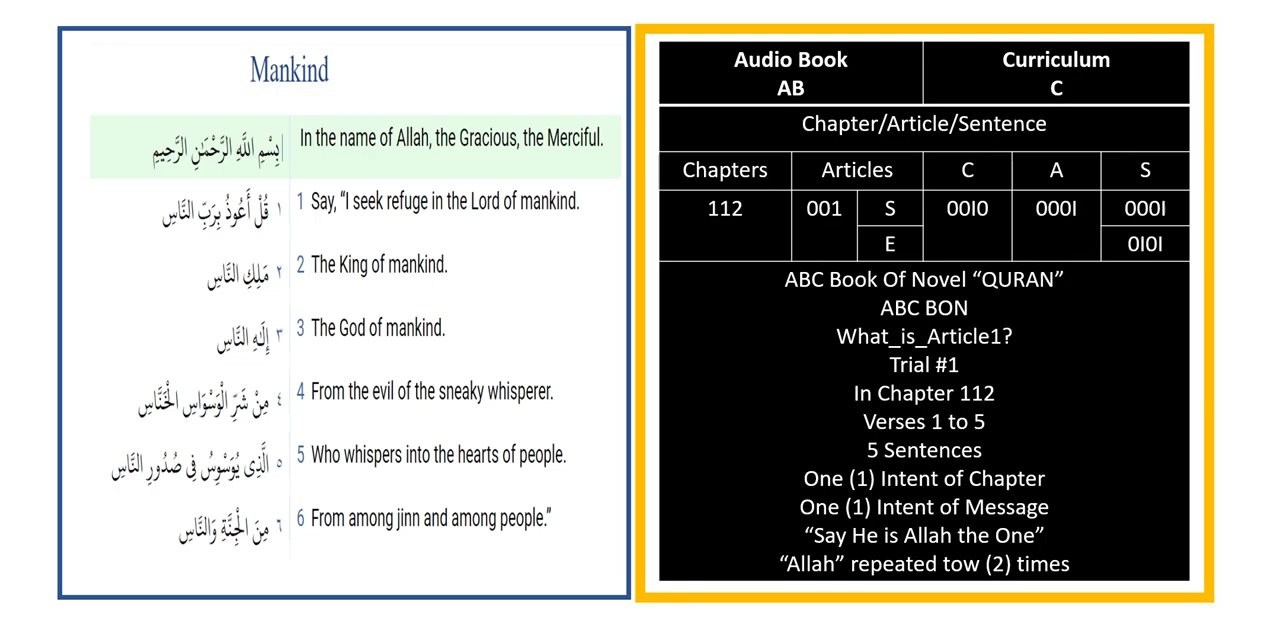 Mankind
بِسْمِ اللَّهِ الرَّحْمَٰنِ الرَّحِيمِ In the name of Allah, the Gracious, the Merciful.
١ قُلْ أَعُوذُ بِرَبِّ النَّاسِ 1 Say, “I seek refuge in the Lord of mankind.
٢ مَلِكِ النَّاسِ 2 The King of mankind.
٣ إِلَٰهِ النَّاسِ 3 The God of mankind.
٤ مِنْ شَرِّ الْوَسْوَاسِ الْخَنَّاسِ 4 From the evil of the sneaky whisperer.
٥ الَّذِى يُوَسْوِسُ فِى صُدُورِ النَّاسِ 5 Who whispers into the hearts of people.
٦ مِنَ الْجِنَّةِ وَالنَّاسِ 6 From among jinn and among people.”
Audio Book Curriculum
AB C
Chapter/Article/Sentence
Chapters Articles C A S
112 001 S 00I0 000I 000I
E 0I0I
ABC Book Of Novel “QURAN”
ABC BON
What_is_Article1?
Trial #1
In Chapter 112
Verses 1 to 5
5 Sentences
One (1) Intent of Chapter
One (1) Intent of Message
“Say He is Allah the One”
“Allah” repeated tow (2) times